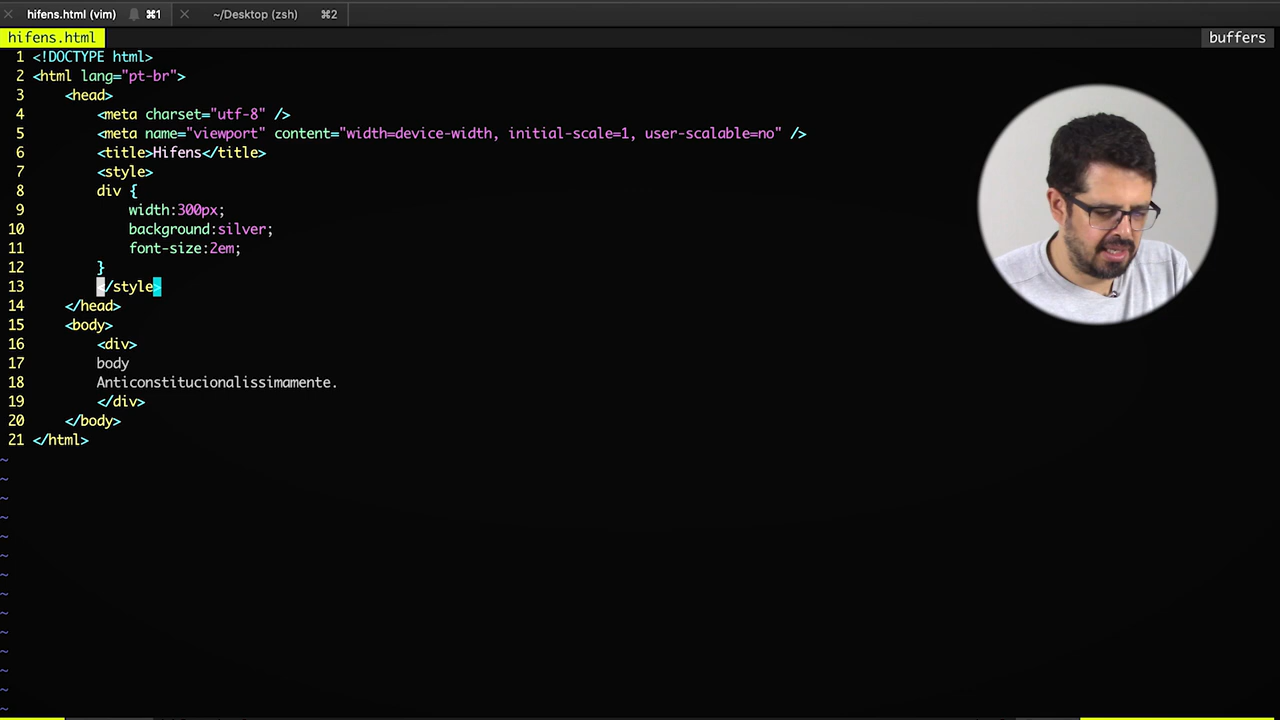 hifens.html (vim) ⌘1 ~/Desktop (zsh) ⌘2
hifens.html buffers
1 <!DOCTYPE html>
2 <html lang="pt-br">
3 <head>
4 <meta charset="utf-8" />
5 <meta name="viewport" content="width=device-width, initial-scale=1, user-scalable=no" />
6 <title>Hifens</title>
7 <style>
8 div {
9 width:300px;
10 background:silver;
11 font-size:2em;
12 }
13 </style>
14 </head>
15 <body>
16 <div>
17 body
18 Anticonstitucionalissimamente.
19 </div>
20 </body>
21 </html>
~
~
~
~
~
~
~
~
~
~
~
~
~
~